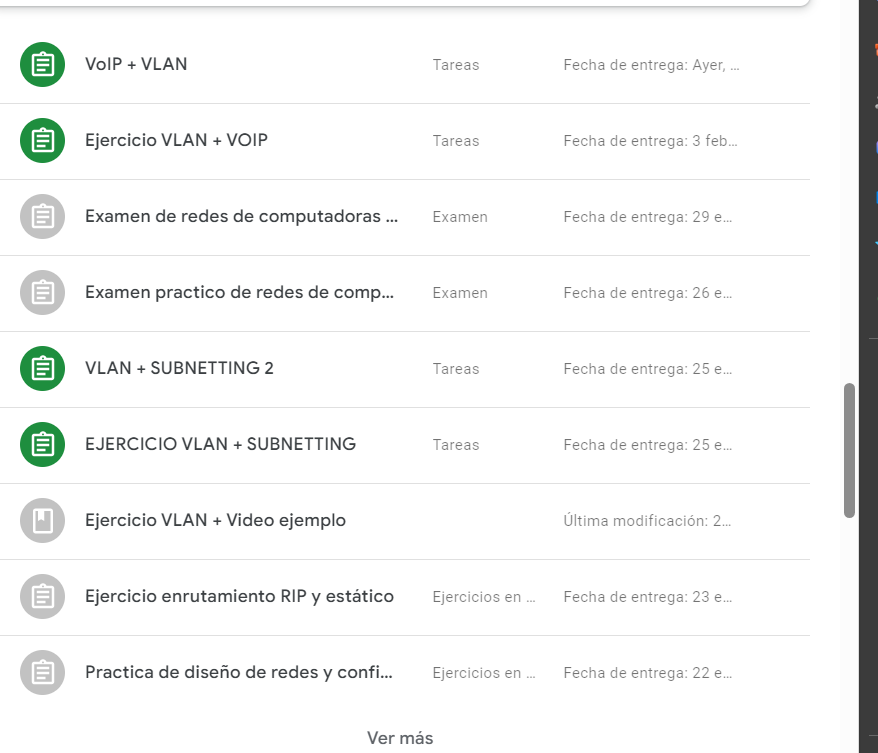 VoIP + VLAN Tareas Fecha de entrega: Ayer, ...
Ejercicio VLAN + VOIP Tareas Fecha de entrega: 3 feb...
Examen de redes de computadoras ... Examen Fecha de entrega: 29 e...
Examen practico de redes de comp... Examen Fecha de entrega: 26 e...
VLAN + SUBNETTING 2 Tareas Fecha de entrega: 25 e...
EJERCICIO VLAN + SUBNETTING Tareas Fecha de entrega: 25 e...
Ejercicio VLAN + Video ejemplo Última modificación: 2...
Ejercicio enrutamiento RIP y estático Ejercicios en ... Fecha de entrega: 23 e...
Practica de diseño de redes y confi... Ejercicios en ... Fecha de entrega: 22 e...
Ver más